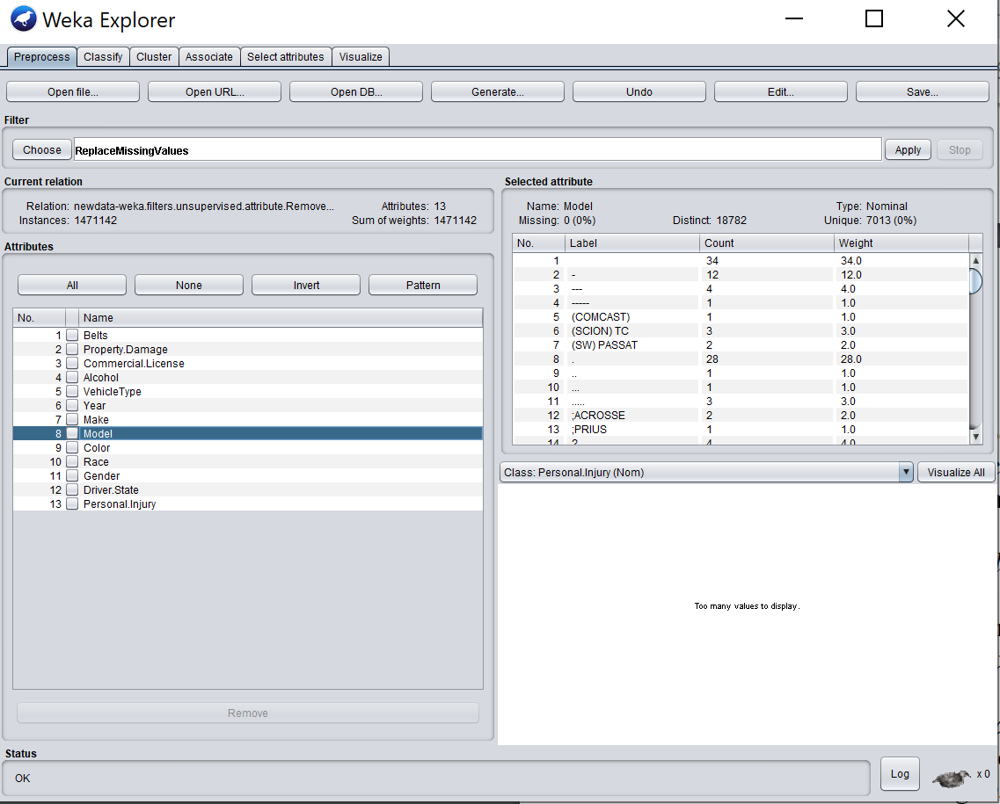 Weka Explorer
Preprocess Classify Cluster Associate Select attributes Visualize
Open file... Open URL... Open DB... Generate... Undo Edit... Save...
Filter
Choose ReplaceMissingValues Apply Stop
Current relation
Relation: newdata-weka.filters.unsupervised.attribute.Remove... Attributes: 13
Instances: 1471142 Sum of weights: 1471142
Attributes
All None Invert Pattern
No. Name
1 Belts
2 Property.Damage
3 Commercial.License
4 Alcohol
5 VehicleType
6 Year
7 Make
8 Model
9 Color
10 Race
11 Gender
12 Driver.State
13 Personal.Injury
Remove
Selected attribute
Name: Model Type: Nominal
Missing: 0 (0%) Distinct: 18782 Unique: 7013 (0%)
No. Label Count Weight
1 34 34.0
2 - 12 12.0
3 --- 4 4.0
4 ----- 1 1.0
5 (COMCAST) 1 1.0
6 (SCION) TC 3 3.0
7 (SW) PASSAT 2 2.0
8 . 28 28.0
9 .. 1 1.0
10 ... 1 1.0
11 ..... 3 3.0
12 ;ACROSSE 2 2.0
13 ;PRIUS 1 1.0
14 2 4 4.0
Class: Personal.Injury (Nom) Visualize All
Too many values to display.
Status
OK
Log x 0